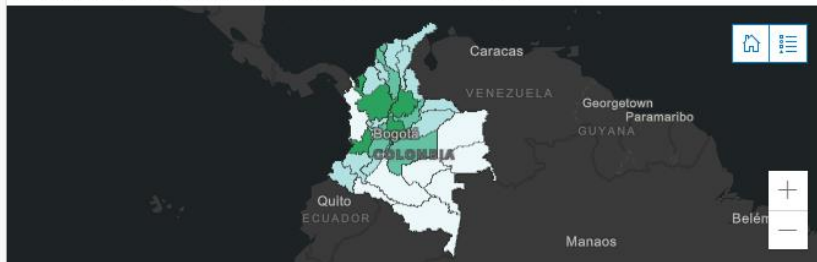 Caracas
VENEZUELA
Georgetown
Paramaribo
GUYANA
Bogotá
COLOMBIA
Quito
ECUADOR
Belém
Manaos